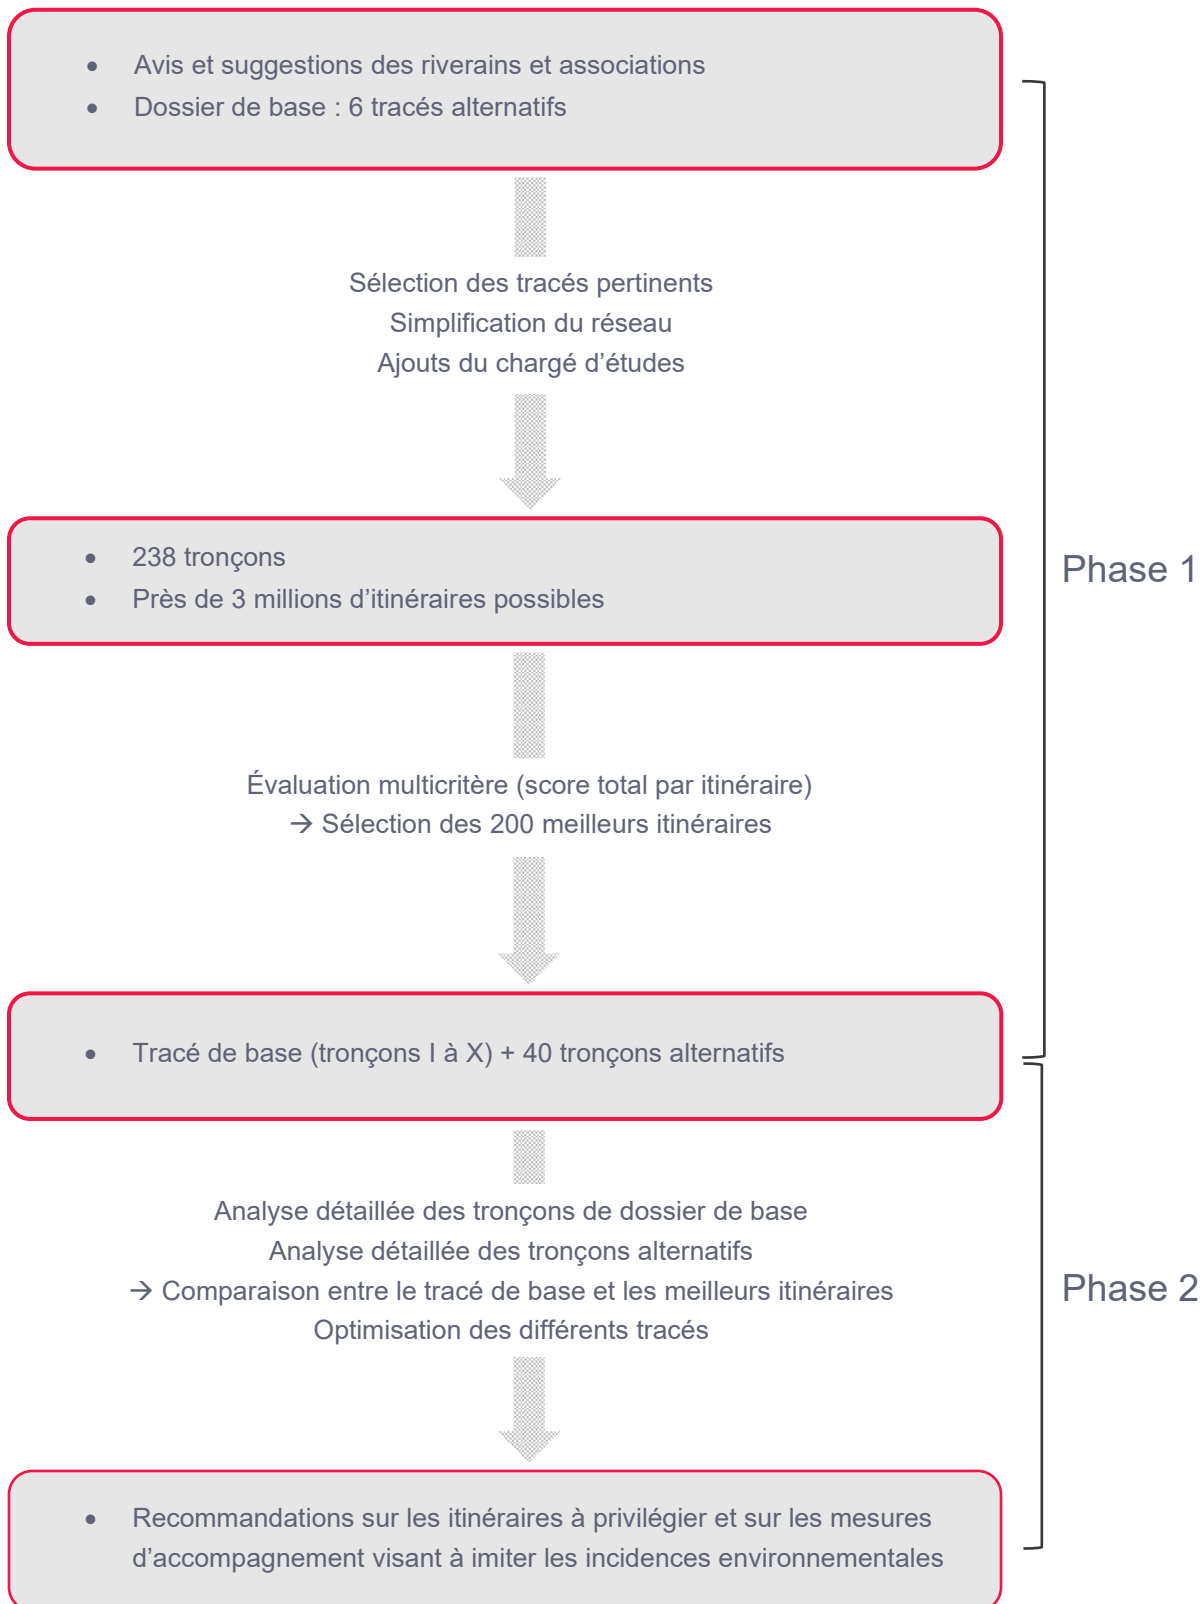 • Avis et suggestions des riverains et associations
• Dossier de base : 6 tracés alternatifs
Sélection des tracés pertinents
Simplification du réseau
Ajouts du chargé d’études
• 238 tronçons
• Près de 3 millions d’itinéraires possibles
Phase 1
Évaluation multicritère (score total par itinéraire)
→ Sélection des 200 meilleurs itinéraires
• Tracé de base (tronçons I à X) + 40 tronçons alternatifs
Analyse détaillée des tronçons de dossier de base
Analyse détaillée des tronçons alternatifs
→ Comparaison entre le tracé de base et les meilleurs itinéraires
Optimisation des différents tracés
Phase 2
• Recommandations sur les itinéraires à privilégier et sur les mesures
d’accompagnement visant à imiter les incidences environnementales